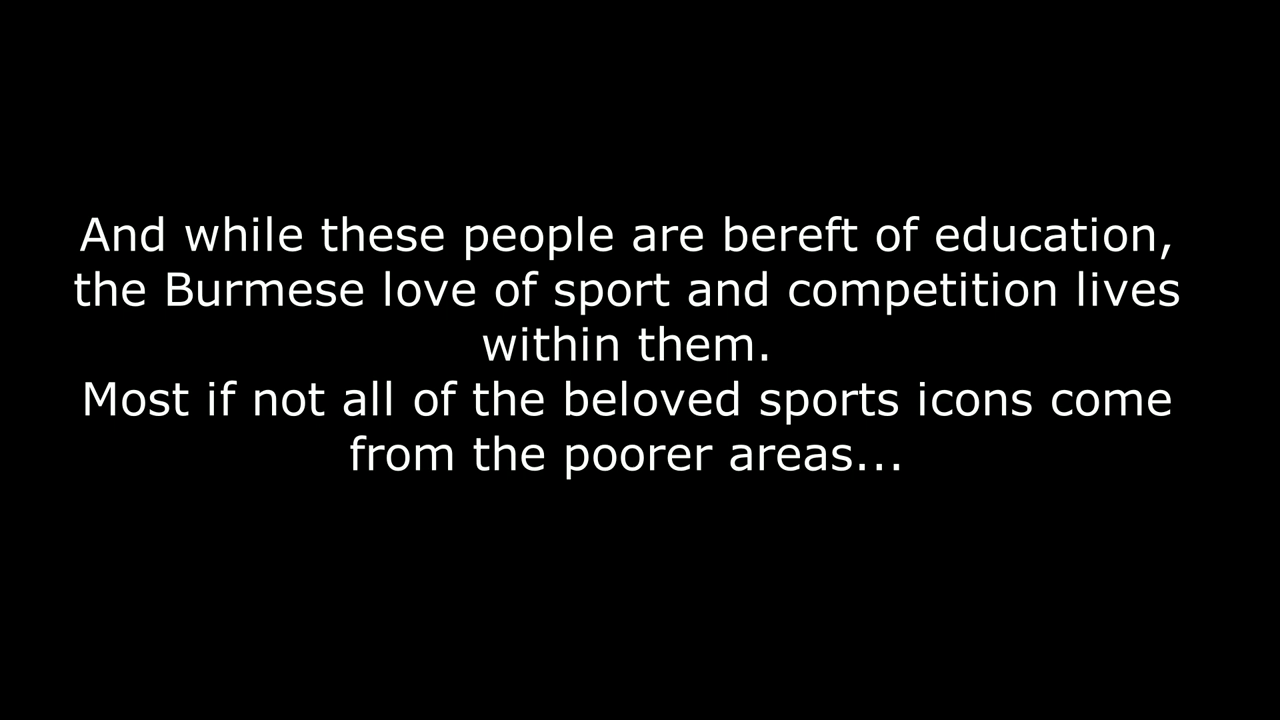 And while these people are bereft of education,
the Burmese love of sport and competition lives
within them.
Most if not all of the beloved sports icons come
from the poorer areas...